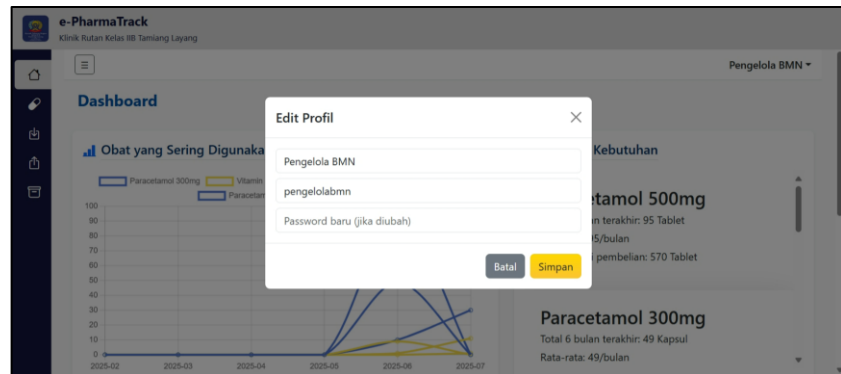 e-PharmaTrack
Klinik Rutan Kelas IIB Tamiang Layang
Pengelola BMN
Dashboard
Edit Profil
Pengelola BMN
pengelolabmn
Password baru (jika diubah)
Batal
Simpan
Obat yang Sering Digunaka
Paracetamol 300mg
Vitamin
Paracetam
100
90
80
70
60
50
40
30
20
10
0
2025-02
2025-03
2025-04
2025-05
2025-06
2025-07
Kebutuhan
etamol 500mg
n terakhir: 95 Tablet
95/bulan
pembelian: 570 Tablet
Paracetamol 300mg
Total 6 bulan terakhir: 49 Kapsul
Rata-rata: 49/bulan